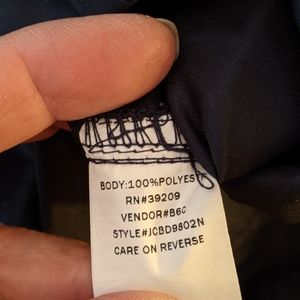 BODY:100%POLYES
RN#39209
VENDOR#B6C
STYLE#JCBD9802N
CARE ON REVERSE